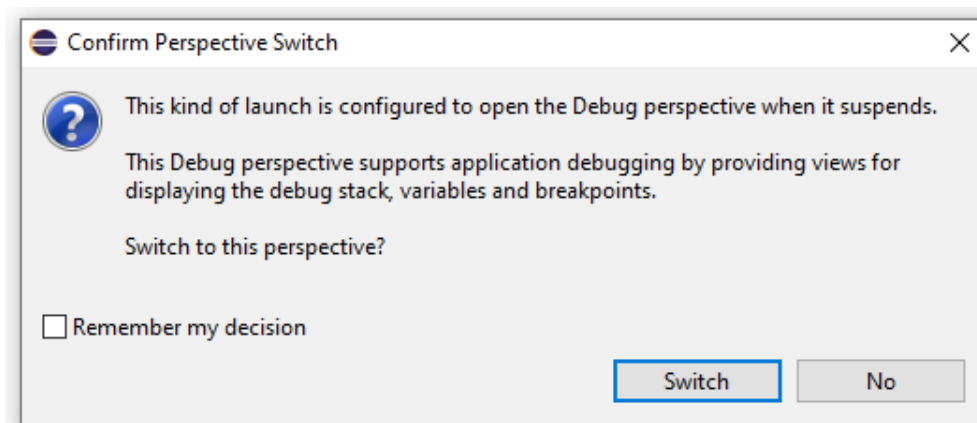 Confirm Perspective Switch
This kind of launch is configured to open the Debug perspective when it suspends.
This Debug perspective supports application debugging by providing views for
displaying the debug stack, variables and breakpoints.
Switch to this perspective?
Remember my decision
Switch
No